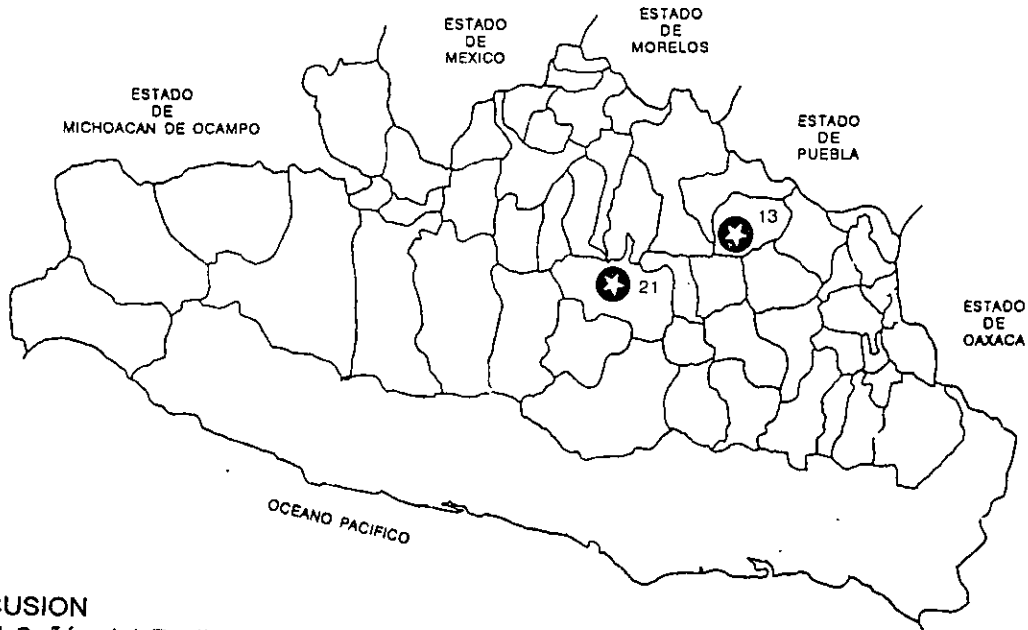 ESTADO
DE
MEXICO
ESTADO
DE
MORELOS
ESTADO
DE
MICHOACAN DE OCAMPO
ESTADO
DE
PUEBLA
13
21
ESTADO
DE
OAXACA
OCEANO PACIFICO
CUSION